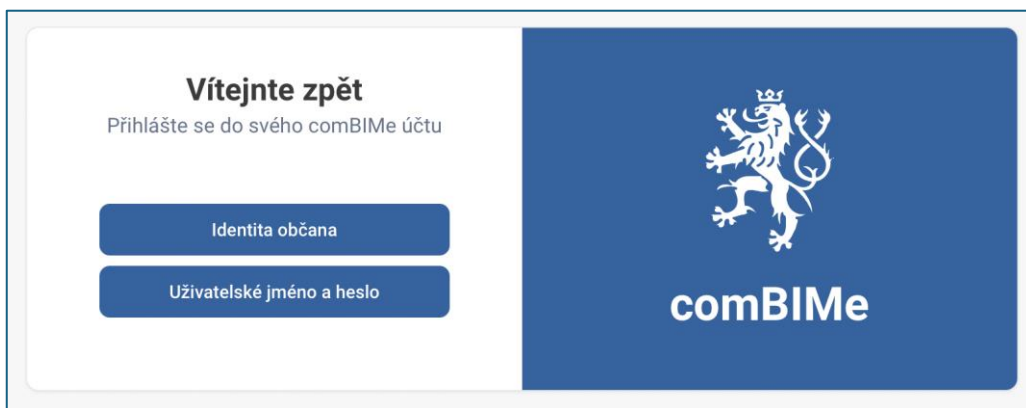 Vítejnte zpět
Přihlášte se do svého comBIMe účtu
Identita občana
Uživatelské jméno a heslo
comBIMe